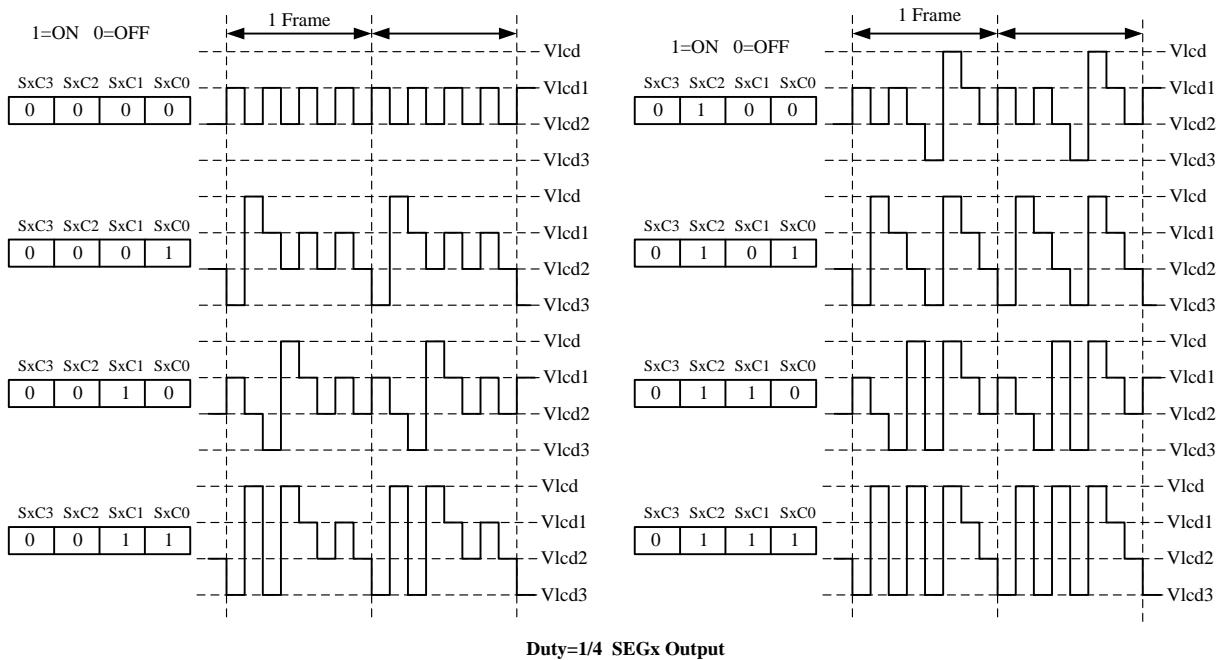 1 Frame
1=ON 0=OFF
Vlcd
SxC3 SxC2 SxC1 SxC0
Vlcd1
0 0 0 0
Vlcd2
Vlcd3
Vlcd
SxC3 SxC2 SxC1 SxC0
Vlcd1
0 0 0 1
Vlcd2
Vlcd3
Vlcd
SxC3 SxC2 SxC1 SxC0
Vlcd1
0 0 1 0
Vlcd2
Vlcd3
Vlcd
SxC3 SxC2 SxC1 SxC0
Vlcd1
0 0 1 1
Vlcd2
Vlcd3
1 Frame
1=ON 0=OFF
Vlcd
SxC3 SxC2 SxC1 SxC0
Vlcd1
0 1 0 0
Vlcd2
Vlcd3
Vlcd
SxC3 SxC2 SxC1 SxC0
Vlcd1
0 1 0 1
Vlcd2
Vlcd3
Vlcd
SxC3 SxC2 SxC1 SxC0
Vlcd1
0 1 1 0
Vlcd2
Vlcd3
Vlcd
SxC3 SxC2 SxC1 SxC0
Vlcd1
0 1 1 1
Vlcd2
Vlcd3
Duty=1/4 SEGx Output